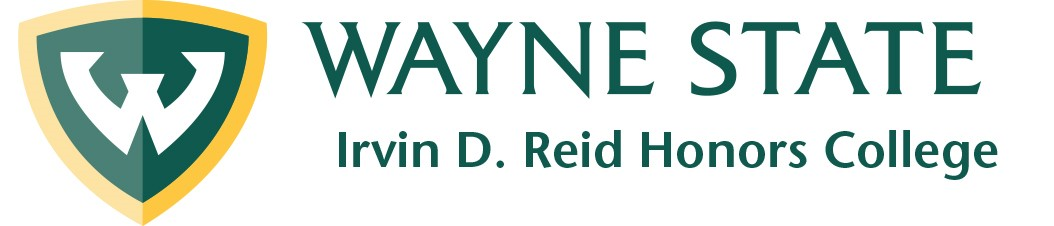 W
WAYNE STATE
Irvin D. Reid Honors College